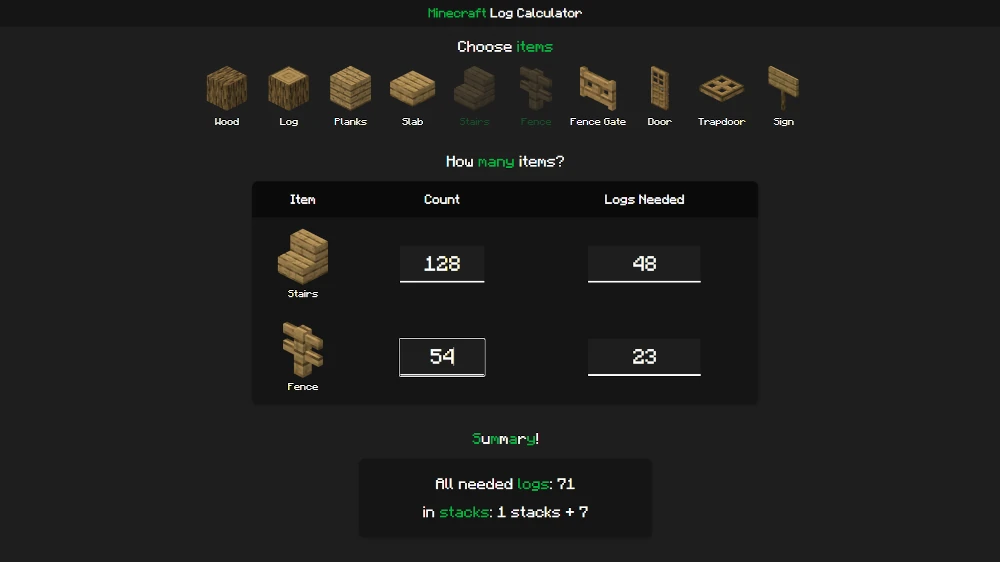 Minecraft Log Calculator
Choose items
Wood Log Planks Slab Stairs Fence Fence Gate Door Trapdoor Sign
How many items?
Item Count Logs Needed
128 48
Stairs
54 23
Fence
Summary!
All needed logs: 71
in stacks: 1 stacks + 7